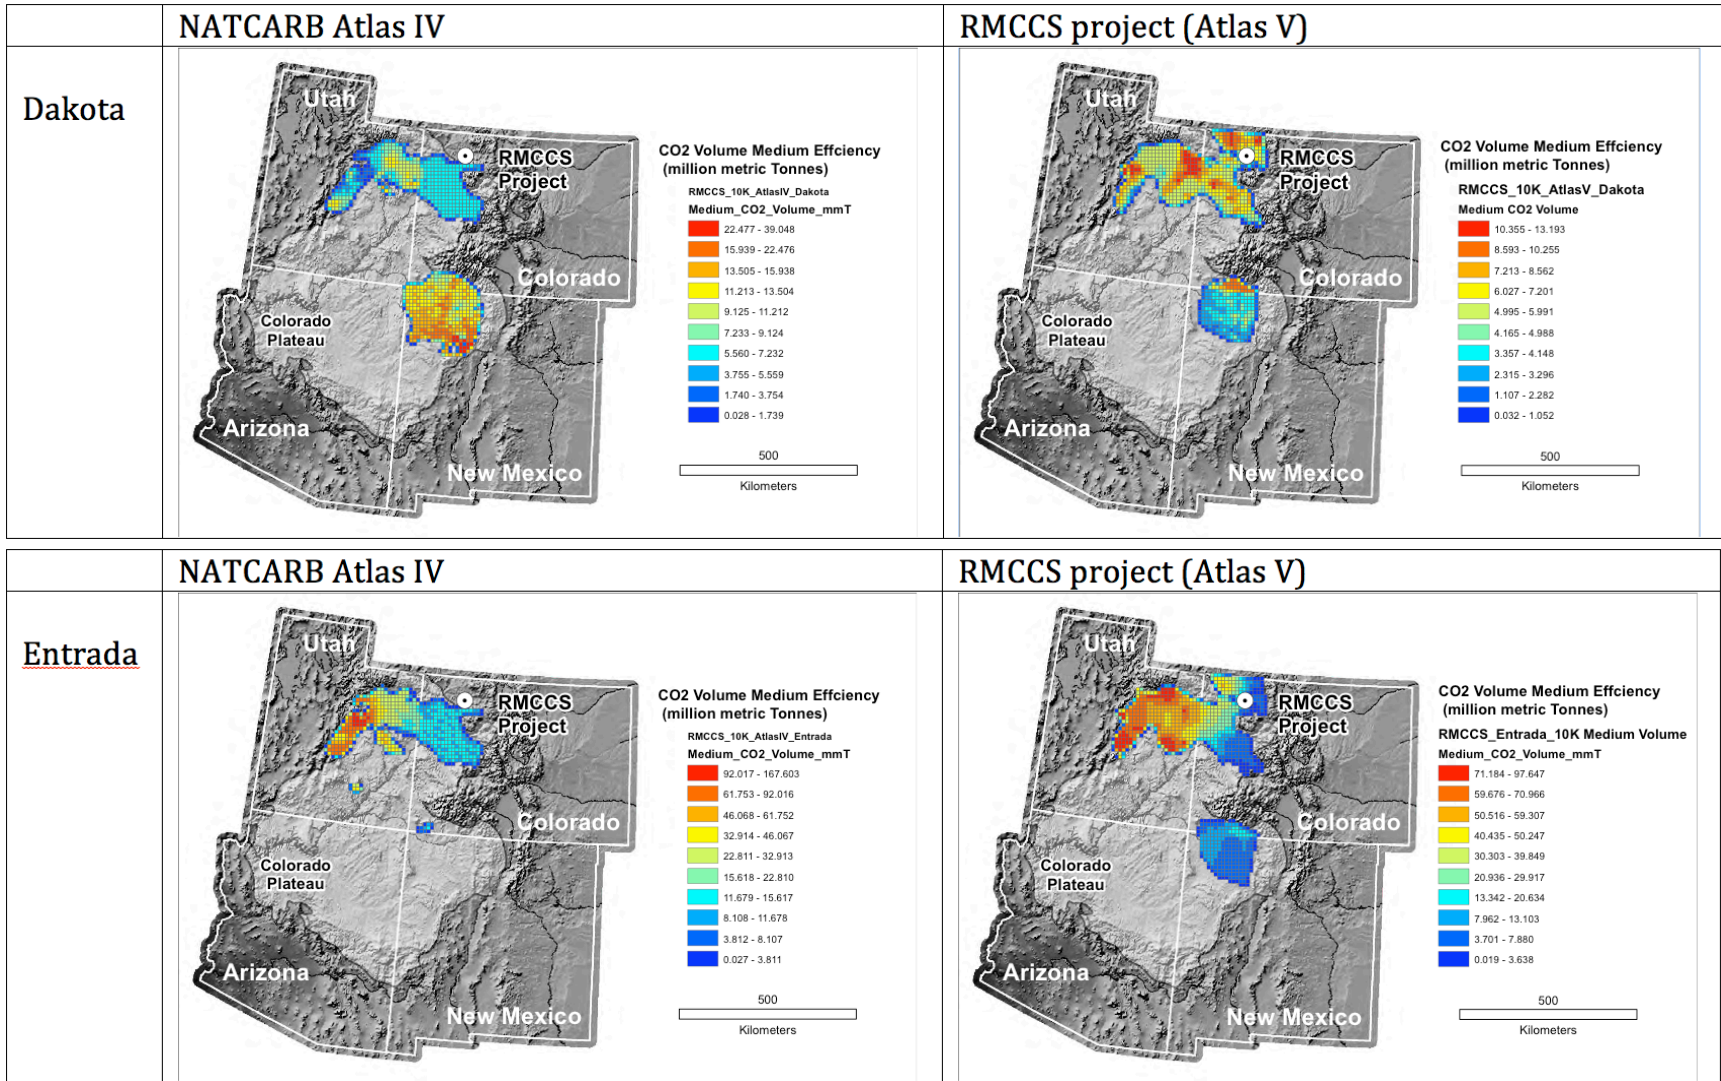 NATCARB Atlas IV
RMCCS project (Atlas V)
Dakota
Utah
RMCCS
Project
Colorado
Colorado
Plateau
Arizona
New Mexico
CO2 Volume Medium Effciency
(million metric Tonnes)
RMCCS_10K_AtlasIV_Dakota
Medium_CO2_Volume_mmT
22.477 - 39.048
15.939 - 22.476
13.505 - 15.938
11.213 - 13.504
9.125 - 11.212
7.233 - 9.124
5.560 - 7.232
3.755 - 5.559
1.740 - 3.754
0.028 - 1.739
500
Kilometers
Utah
RMCCS
Project
Colorado
Colorado
Plateau
Arizona
New Mexico
CO2 Volume Medium Effciency
(million metric Tonnes)
RMCCS_10K_AtlasV_Dakota
Medium CO2 Volume
10.355 - 13.193
8.593 - 10.255
7.213 - 8.562
6.027 - 7.201
4.995 - 5.991
4.165 - 4.988
3.357 - 4.148
2.315 - 3.296
1.107 - 2.282
0.032 - 1.052
500
Kilometers
NATCARB Atlas IV
RMCCS project (Atlas V)
Entrada
Utah
RMCCS
Project
Colorado
Colorado
Plateau
Arizona
New Mexico
CO2 Volume Medium Effciency
(million metric Tonnes)
RMCCS_10K_AtlasIV_Entrada
Medium_CO2_Volume_mmT
92.017 - 167.603
61.753 - 92.016
46.068 - 61.752
32.914 - 46.067
22.811 - 32.913
15.618 - 22.810
11.679 - 15.617
8.108 - 11.678
3.812 - 8.107
0.027 - 3.811
500
Kilometers
Utah
RMCCS
Project
Colorado
Colorado
Plateau
Arizona
New Mexico
CO2 Volume Medium Effciency
(million metric Tonnes)
RMCCS_Entrada_10K Medium Volume
Medium_CO2_Volume_mmT
71.184 - 97.647
59.676 - 70.966
50.516 - 59.307
40.435 - 50.247
30.303 - 39.849
20.936 - 29.917
13.342 - 20.634
7.962 - 13.103
3.701 - 7.880
0.019 - 3.638
500
Kilometers